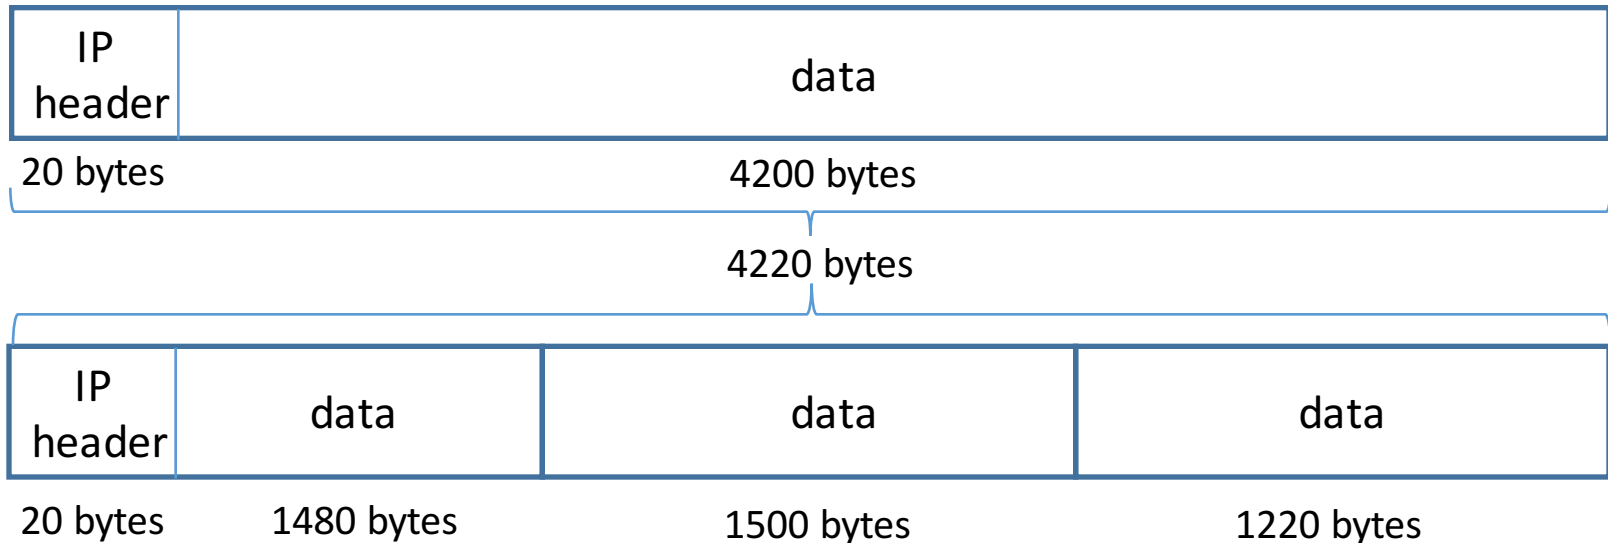 IP
header
data
20 bytes
4200 bytes
4220 bytes
IP
header
data
data
data
20 bytes
1480 bytes
1500 bytes
1220 bytes